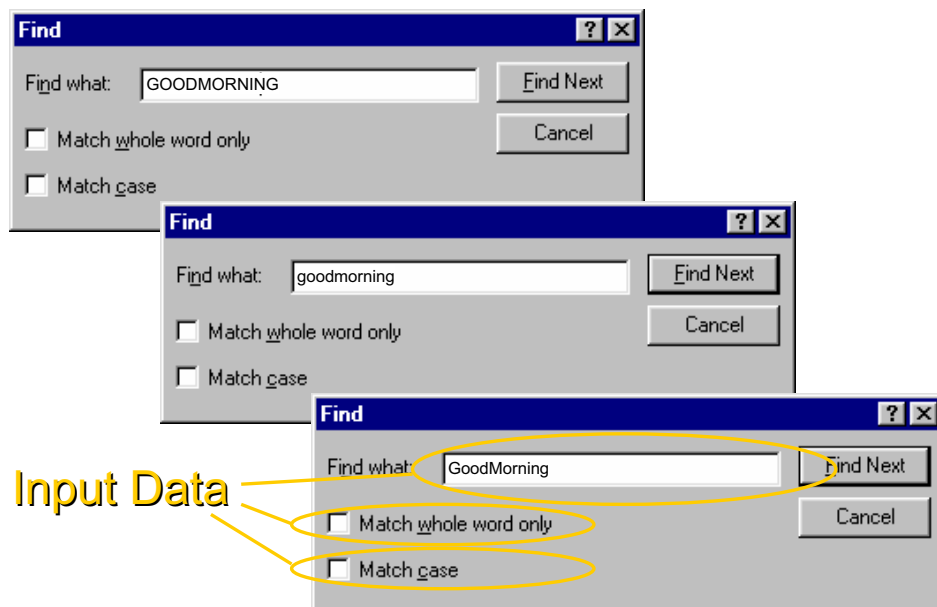 Find
Find what: GOODMORNING Find Next
Match whole word only Cancel
Match case
Find
Find what: goodmorning Find Next
Match whole word only Cancel
Match case
Find
Find what: GoodMorning Find Next
Input Data
Match whole word only Cancel
Match case